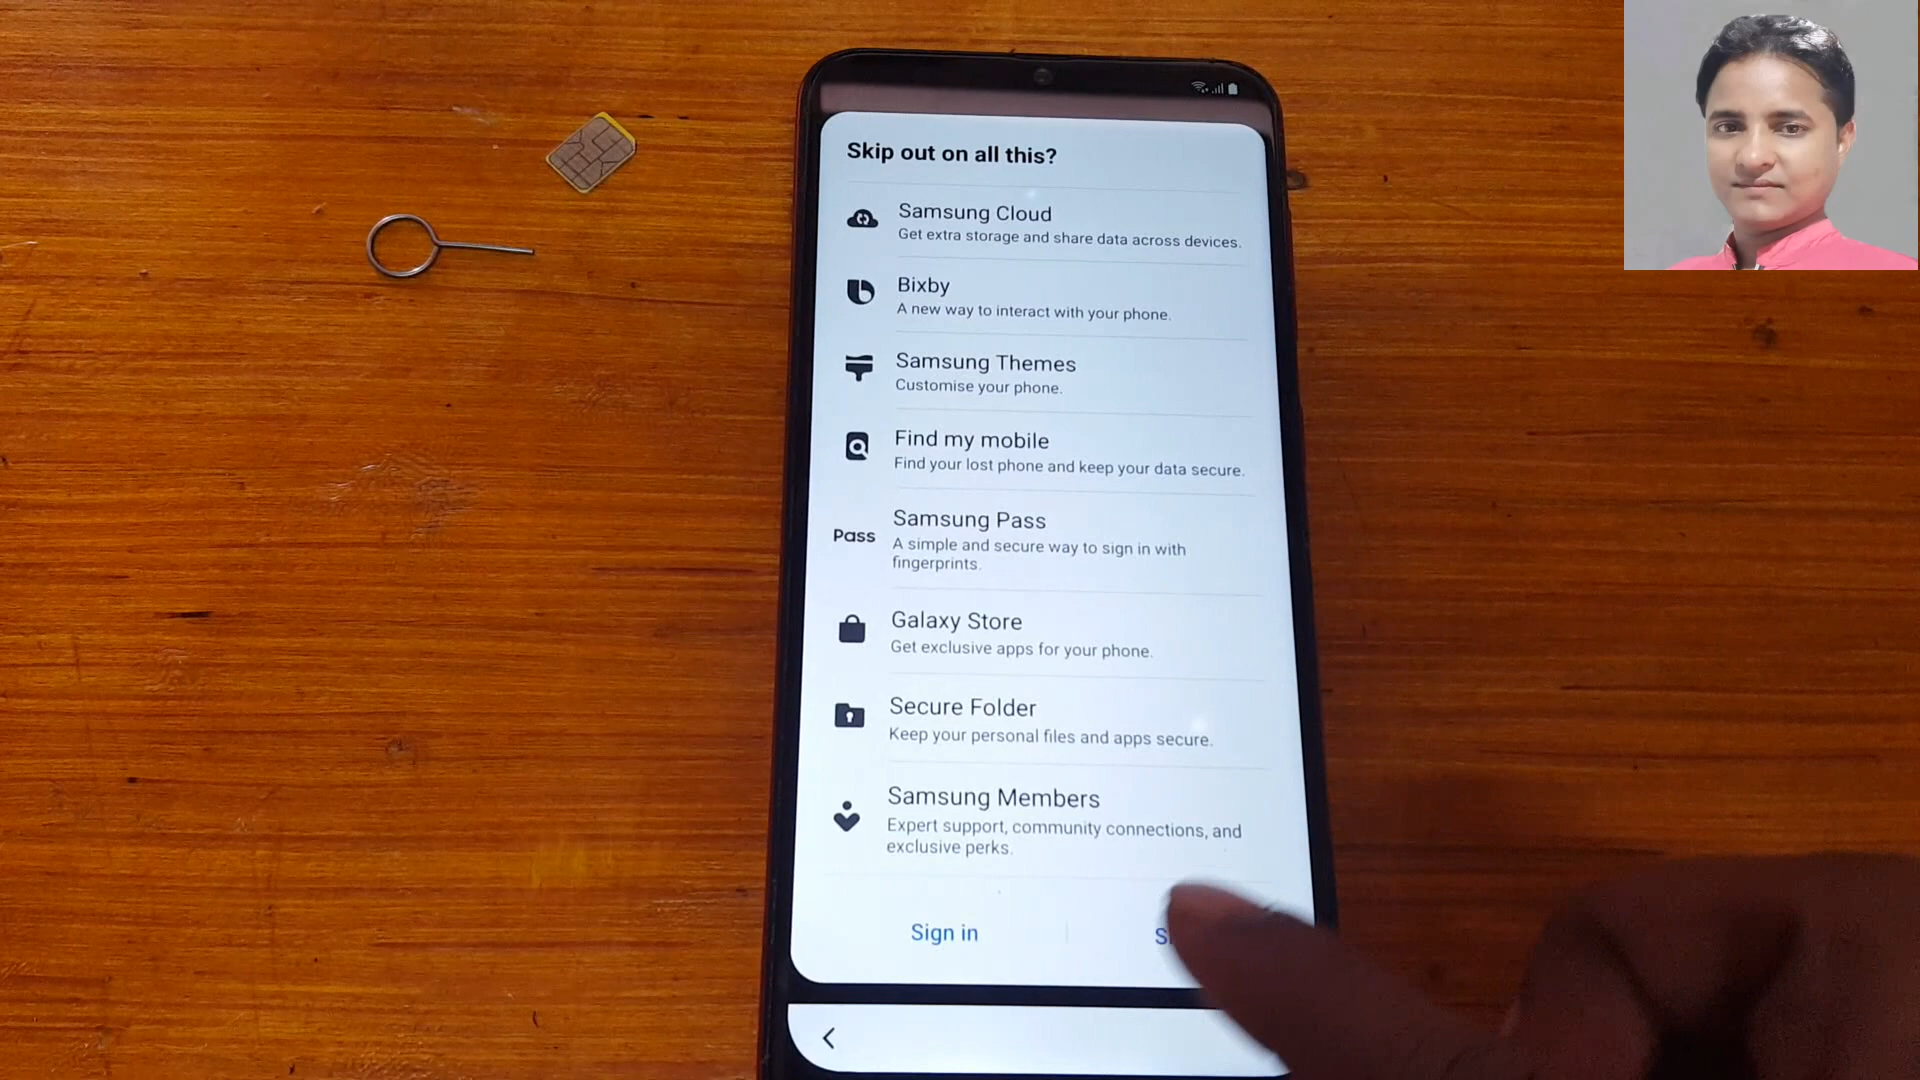 Skip out on all this?
Samsung Cloud
Get extra storage and share data across devices.
Bixby
A new way to interact with your phone.
Samsung Themes
Customise your phone.
Find my mobile
Find your lost phone and keep your data secure.
Pass
Samsung Pass
A simple and secure way to sign in with
fingerprints.
Galaxy Store
Get exclusive apps for your phone.
Secure Folder
Keep your personal files and apps secure.
Samsung Members
Expert support, community connections, and
exclusive perks.
Sign in